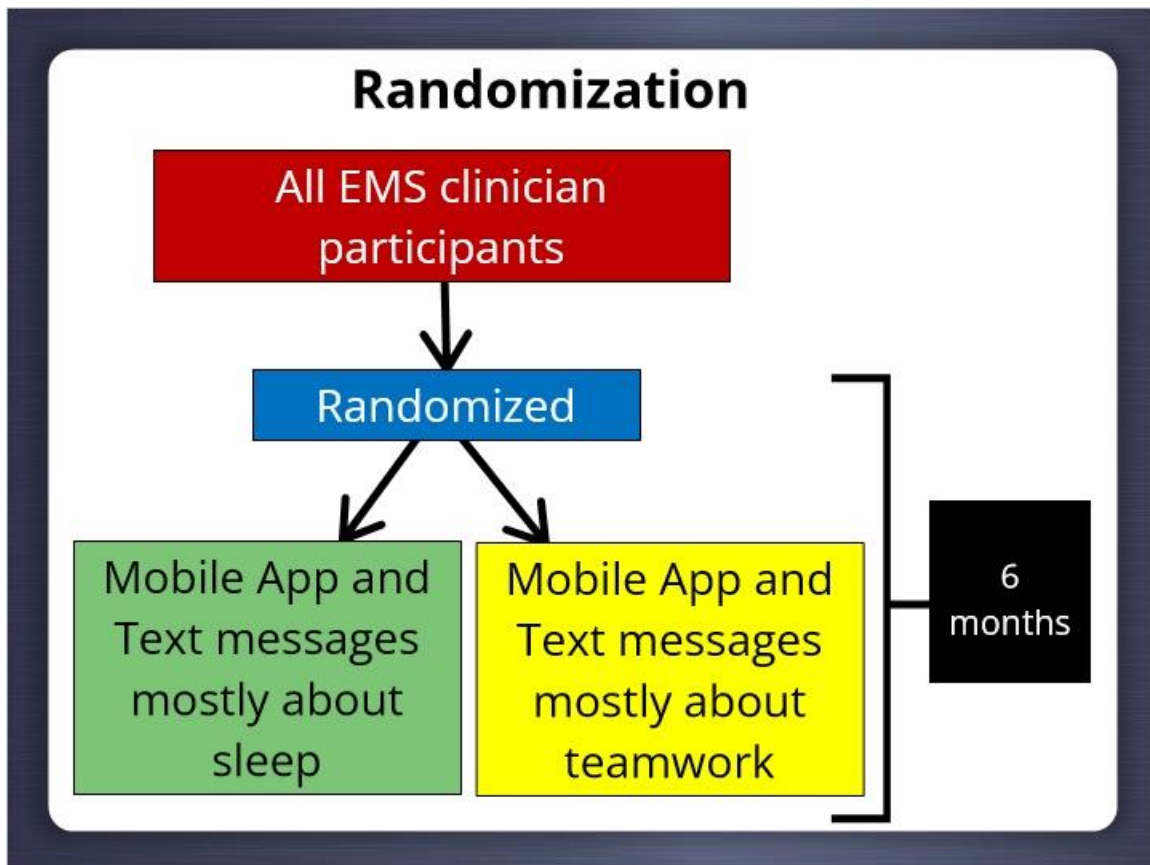 Randomization
All EMS clinician
participants
Randomized
Mobile App and
Text messages
mostly about
sleep
Mobile App and
Text messages
mostly about
teamwork
6
months